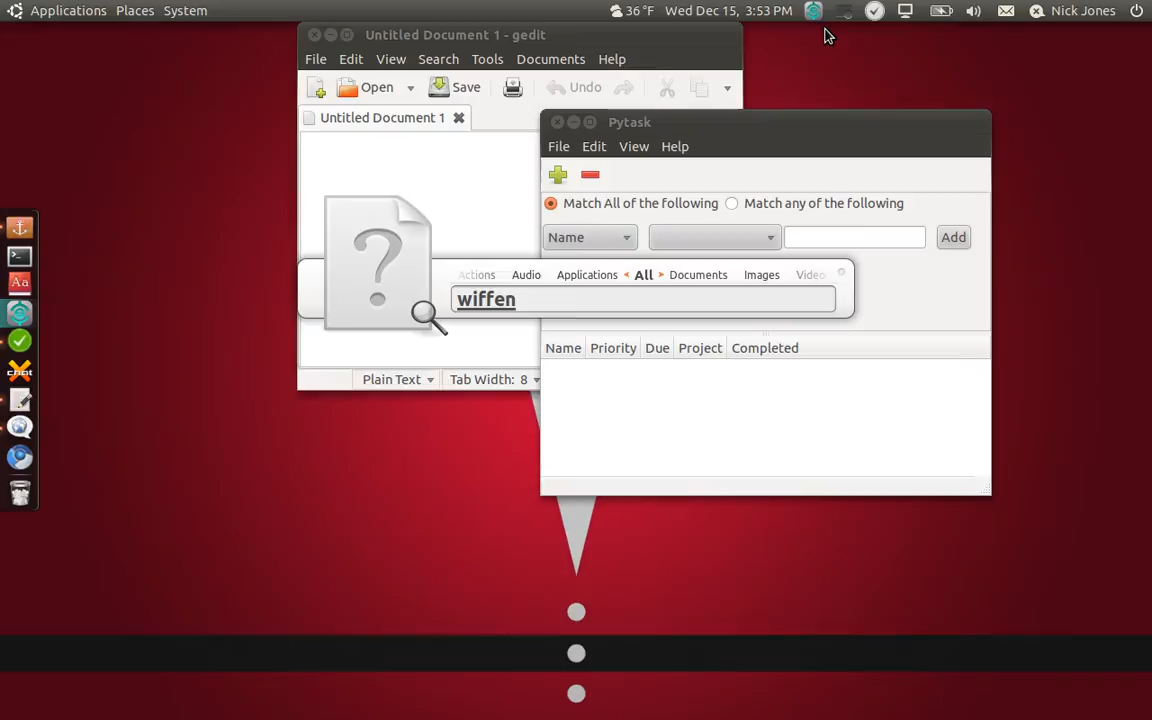 Applications Places System 36 °F Wed Dec 15, 3:53 PM Nick Jones
Untitled Document 1 - gedit
File Edit View Search Tools Documents Help
Open Save Undo
Untitled Document 1
Pytask
File Edit View Help
Match All of the following Match any of the following
Name Add
Actions Audio Applications All Documents Images Video
wiffen
Name Priority Due Project Completed
Plain Text Tab Width: 8
Aa
chat